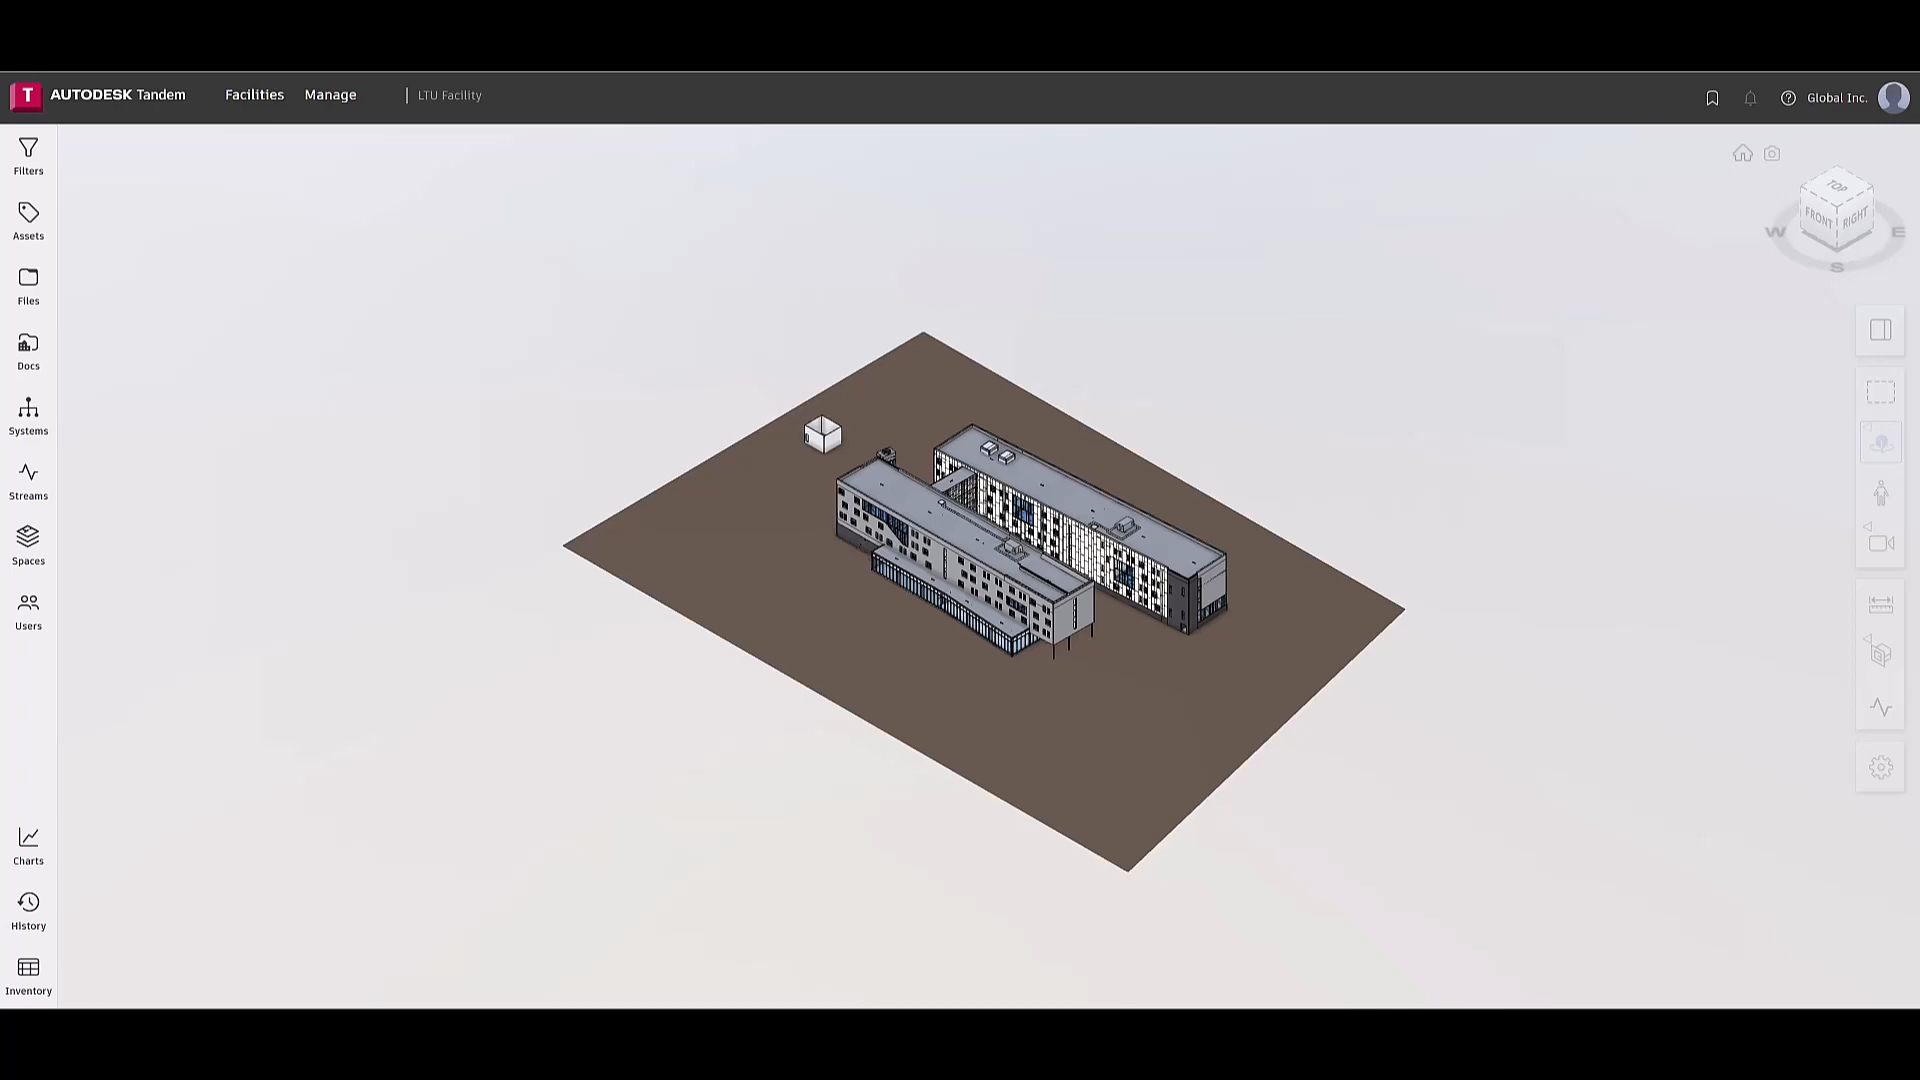 T AUTODESK Tandem Facilities Manage | LTU Facility Global Inc.
Filters
Assets
Files
Docs
Systems
Streams
Spaces
Users
Charts
History
Inventory
TOP
FRONT RIGHT
W E
S